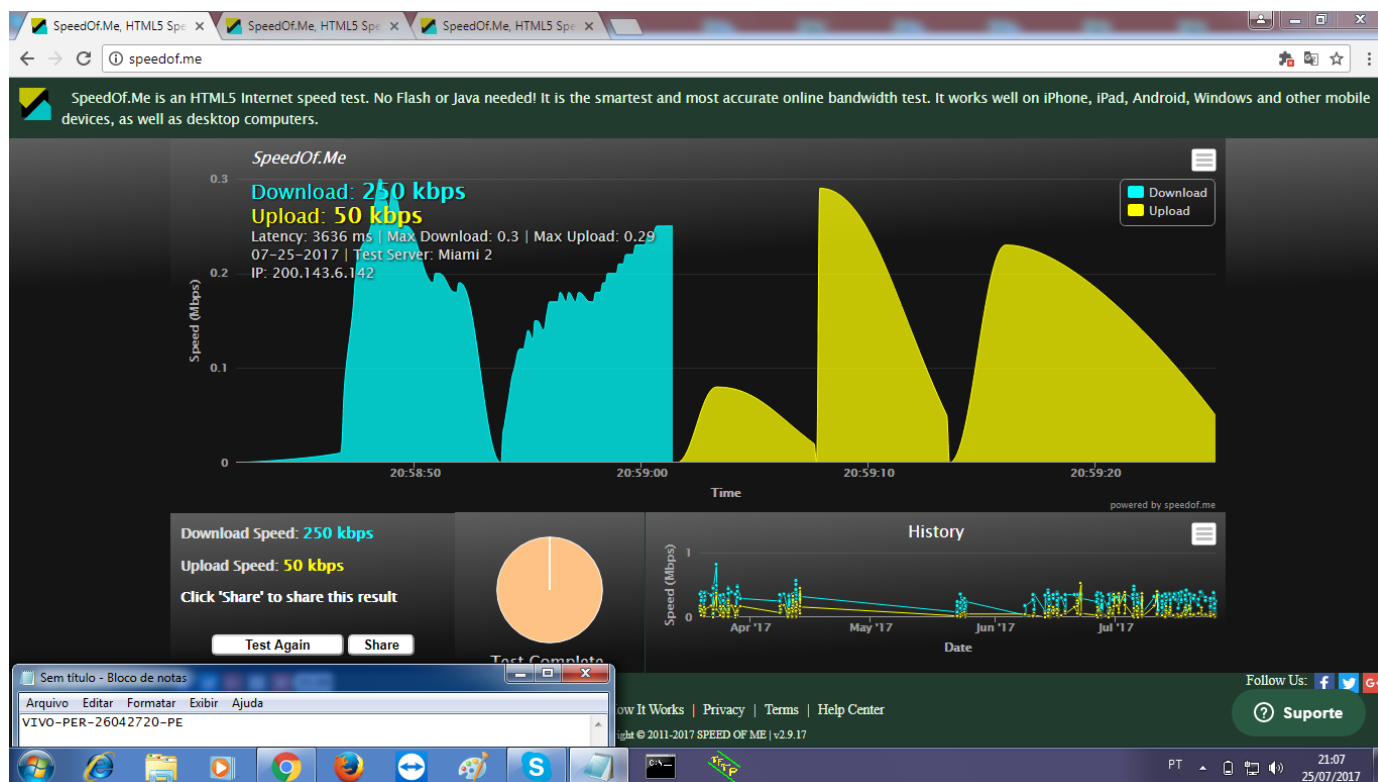 SpeedOf.Me, HTML5 Spe
SpeedOf.Me, HTML5 Spe
SpeedOf.Me, HTML5 Spe
speedof.me
SpeedOf.Me is an HTML5 Internet speed test. No Flash or Java needed! It is the smartest and most accurate online bandwidth test. It works well on iPhone, iPad, Android, Windows and other mobile
devices, as well as desktop computers.
SpeedOf.Me
Download: 250 kbps
Upload: 50 kbps
Latency: 3636 ms | Max Download: 0.3 | Max Upload: 0.29
07-25-2017 | Test Server: Miami 2
IP: 200.143.6.142
Download
Upload
Speed (Mbps)
0.3
0.2
0.1
0
20:58:50
20:59:00
20:59:10
20:59:20
Time
powered by speedof.me
Download Speed: 250 kbps
Upload Speed: 50 kbps
Click 'Share' to share this result
Test Again
Share
Test Complete
History
Speed (Mbps)
1
0
Apr '17
May '17
Jun '17
Jul '17
Date
Sem título - Bloco de notas
Arquivo Editar Formatar Exibir Ajuda
VIVO-PER-26042720-PE
It Works | Privacy | Terms | Help Center
© 2011-2017 SPEED OF ME | v2.9.17
Follow Us:
Suporte
C:\_
TFTP
PT
21:07
25/07/2017